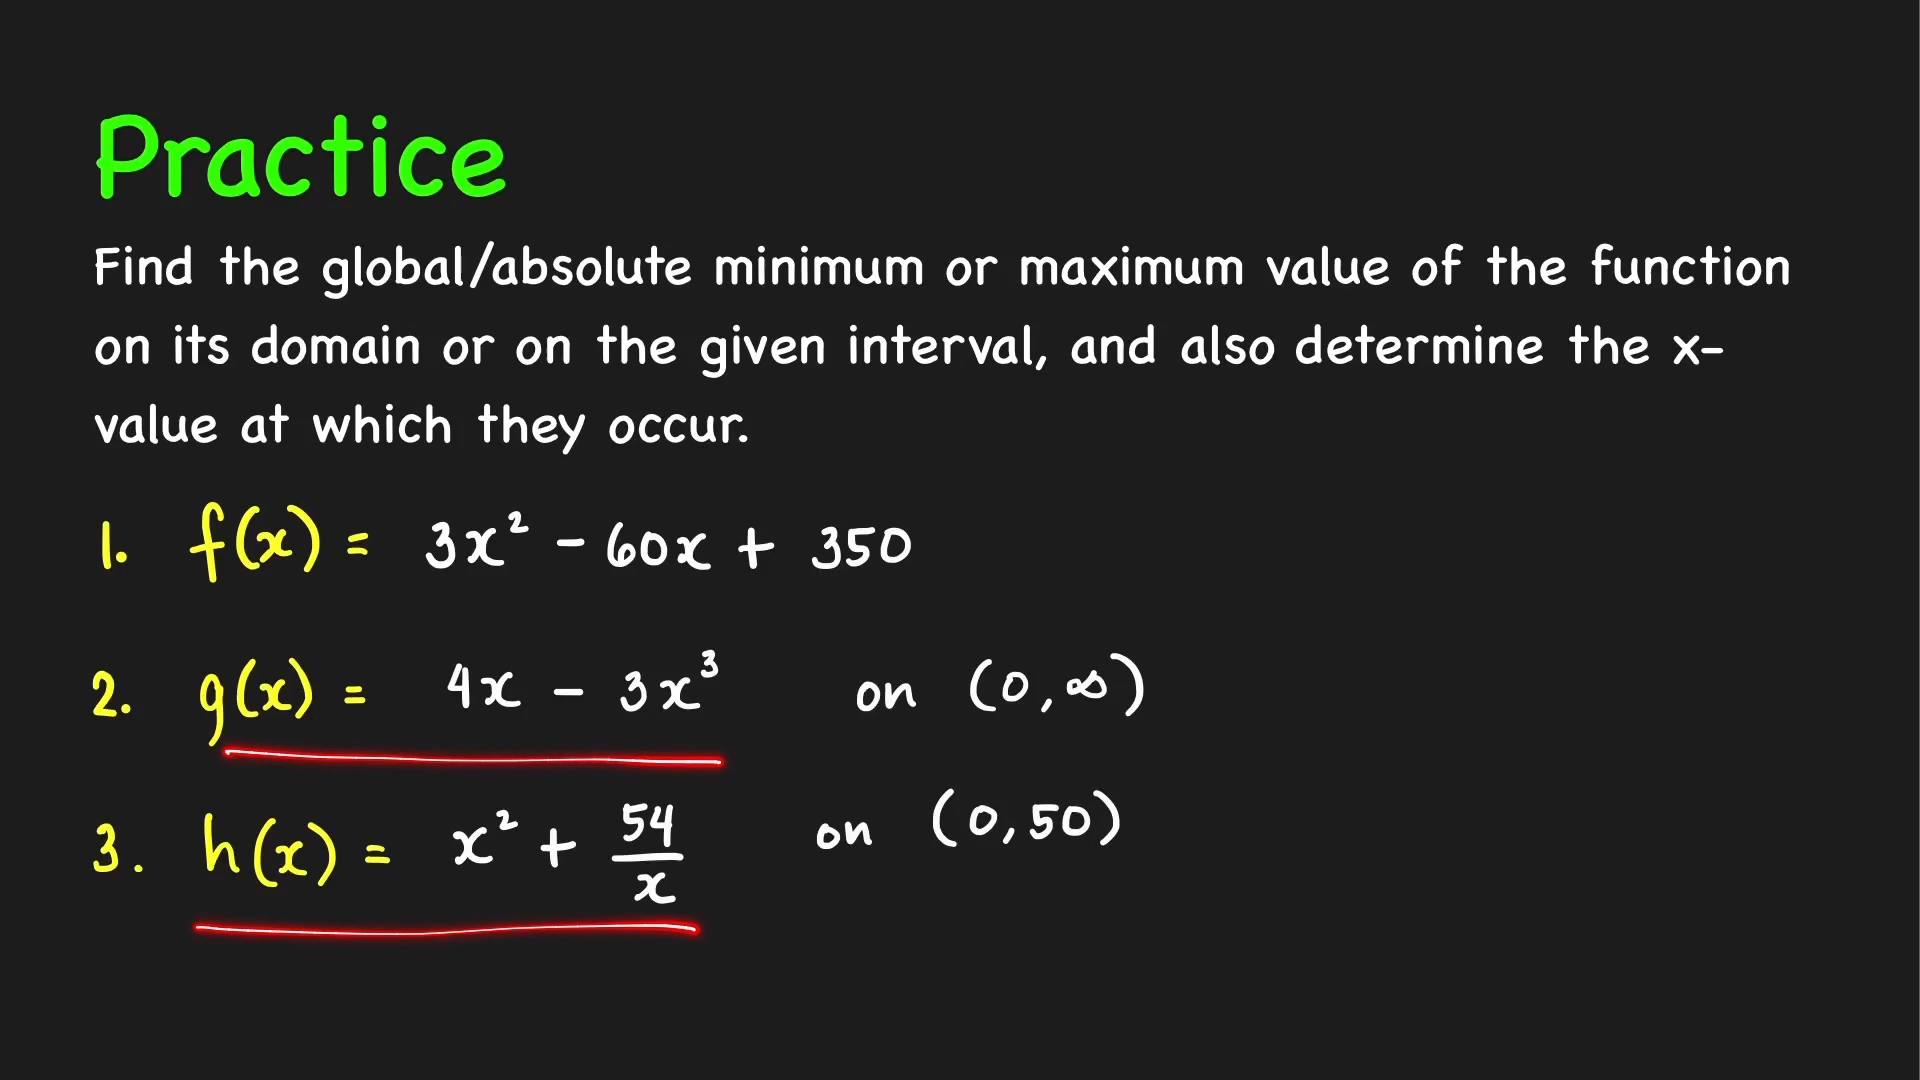 Practice
Find the global/absolute minimum or maximum value of the function
on its domain or on the given interval, and also determine the x-
value at which they occur.
1. f(x) = 3x² - 60x + 350
2. g(x) = 4x - 3x³ on (0, ∞)
3. h(x) = x² + 54/x on (0, 50)